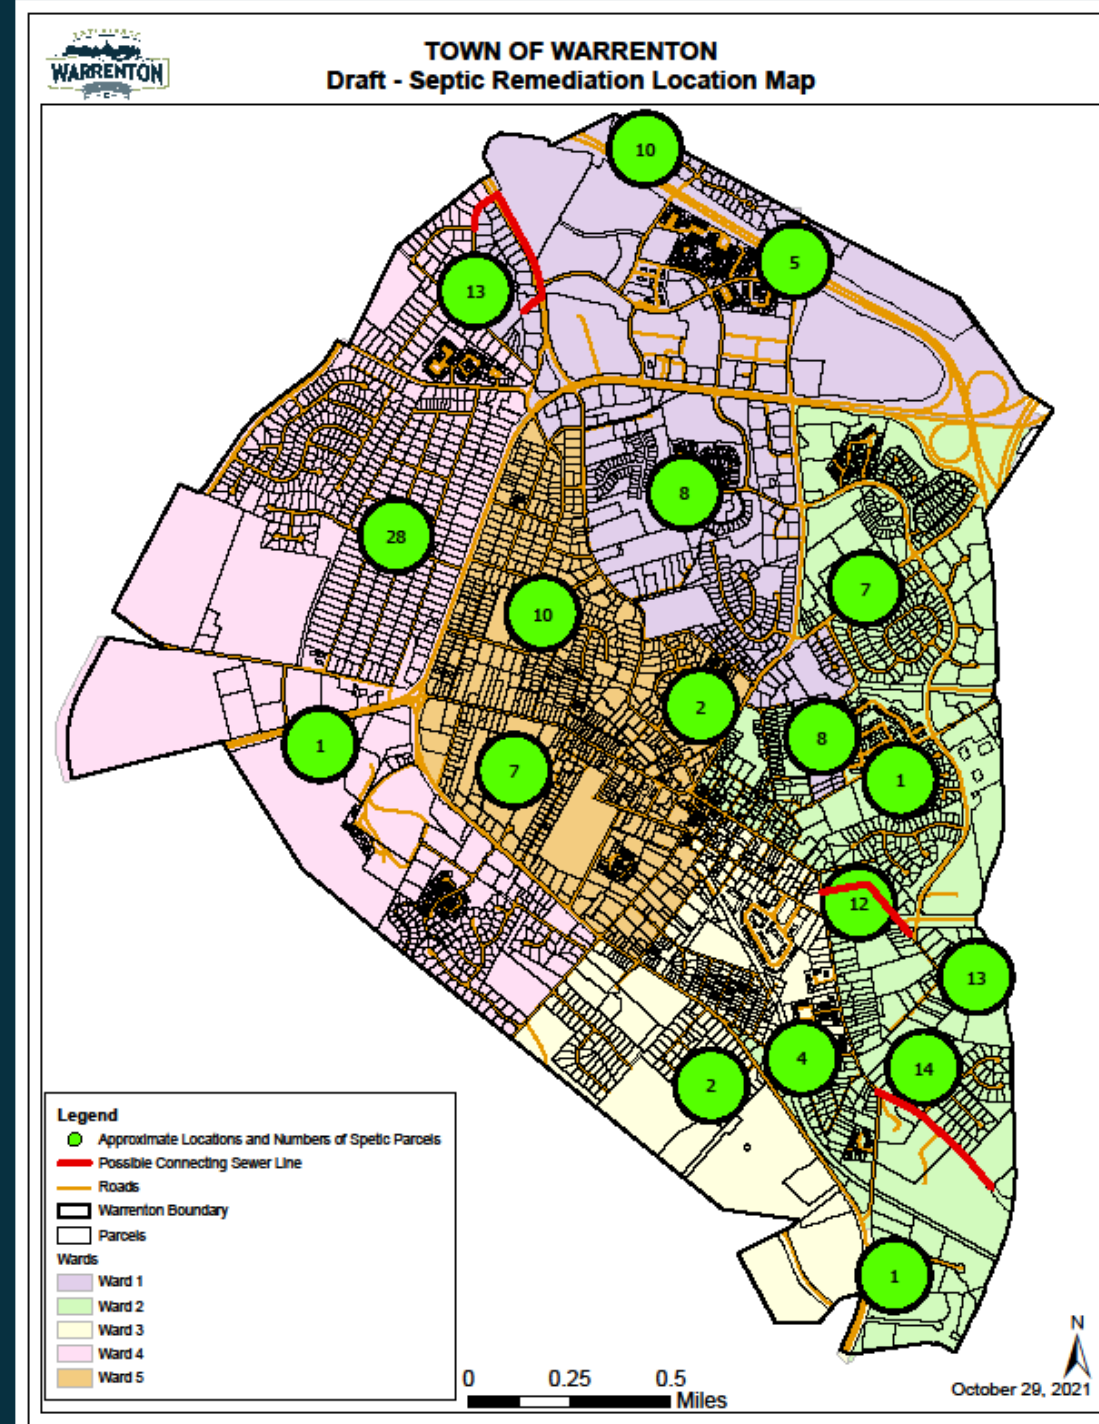 WARRENTON
TOWN OF WARRENTON
Draft - Septic Remediation Location Map
10
5
13
8
28
7
10
2
8
1
1
7
12
13
4
14
2
1
Legend
Approximate Locations and Numbers of Spetic Parcels
Possible Connecting Sewer Line
Roads
Warrenton Boundary
Parcels
Wards
Ward 1
Ward 2
Ward 3
Ward 4
Ward 5
0 0.25 0.5
Miles
N
October 29, 2021